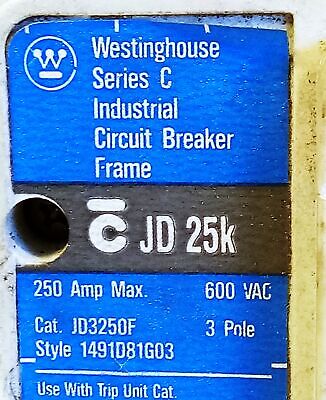 Westinghouse
Series C
Industrial
Circuit Breaker
Frame
C JD 25k
250 Amp Max. 600 VAC
Cat. JD3250F 3 Pole
Style 1491D81G03
Use With Trip Unit Cat.